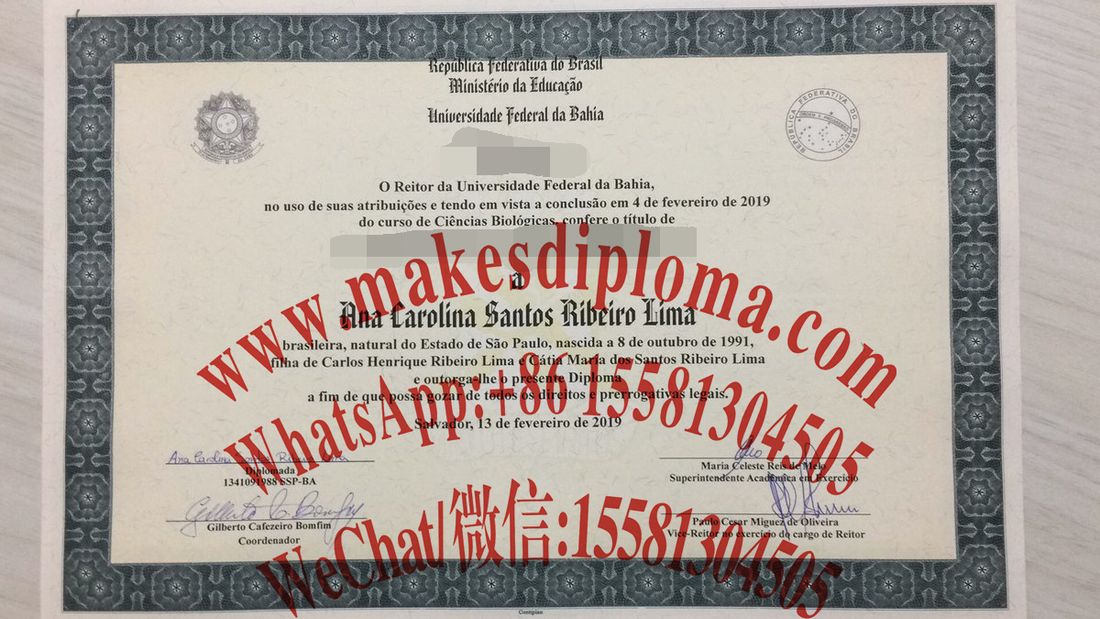 República Federativa do Brasil
Ministério da Educação
Universidade Federal da Bahia
REPÚBLICA FEDERATIVA DO BRASIL
O Reitor da Universidade Federal da Bahia,
no uso de suas atribuições e tendo em vista a conclusão em 4 de fevereiro de 2019
do curso de Ciências Biológicas, confere o título de
www.makesdiploma.com
a
Ana Carolina Santos Ribeiro Lima
brasileira, natural do Estado de São Paulo, nascida a 8 de outubro de 1991,
filha de Carlos Henrique Ribeiro Lima e Cátia Maria dos Santos Ribeiro Lima
e outorga-lhe o presente Diploma
a fim de que possa gozar de todos os direitos e prerrogativas legais.
WhatsApp:+86 15581304505
Salvador, 13 de fevereiro de 2019
Diplomada
1341091988 SSP-BA
Maria Celeste Reis de Melo
Superintendente Acadêmica em Exercício
Gilberto Cafezeiro Bomfim
Coordenador
Paulo Cesar Miguez de Oliveira
Vice-Reitor no exercício do cargo de Reitor
WeChat/微信:15581304505